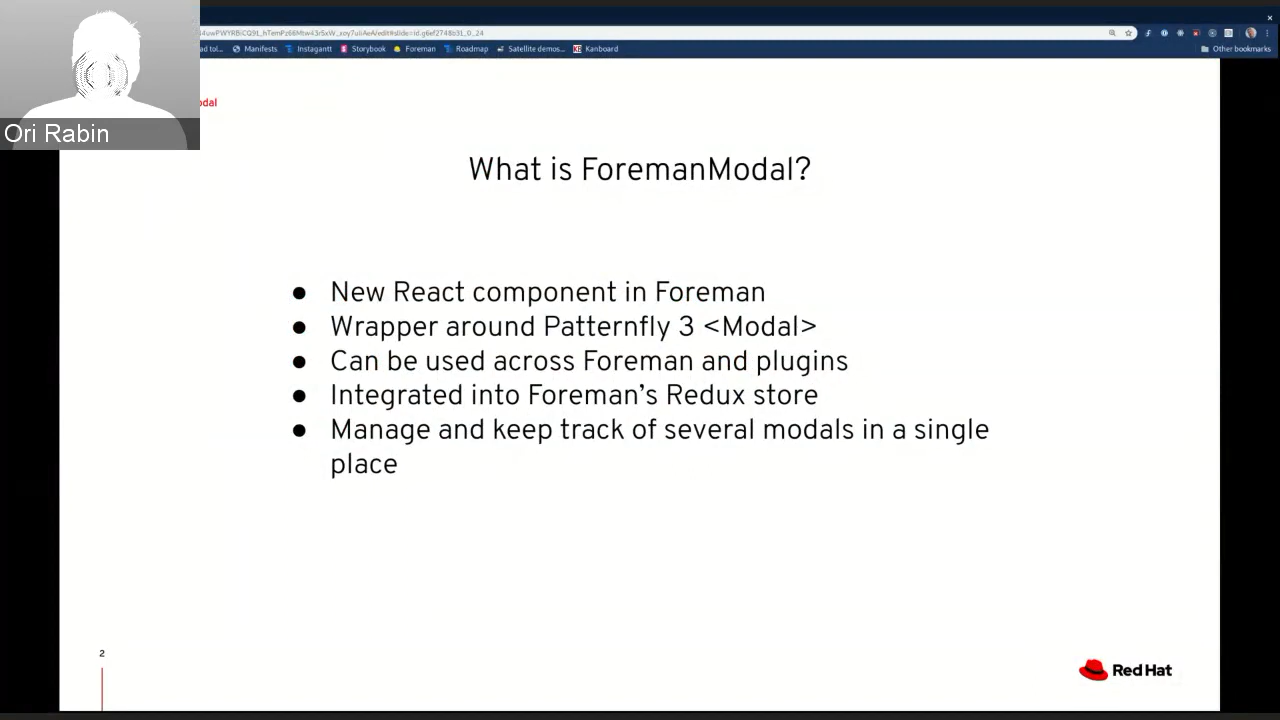 Manifests
Instagantt
Storybook
Foreman
Roadmap
Satellite demos...
Kanboard
Other bookmarks
odal
Ori Rabin
What is ForemanModal?
● New React component in Foreman
● Wrapper around Patternfly 3 <Modal>
● Can be used across Foreman and plugins
● Integrated into Foreman's Redux store
● Manage and keep track of several modals in a single
place
2
Red Hat